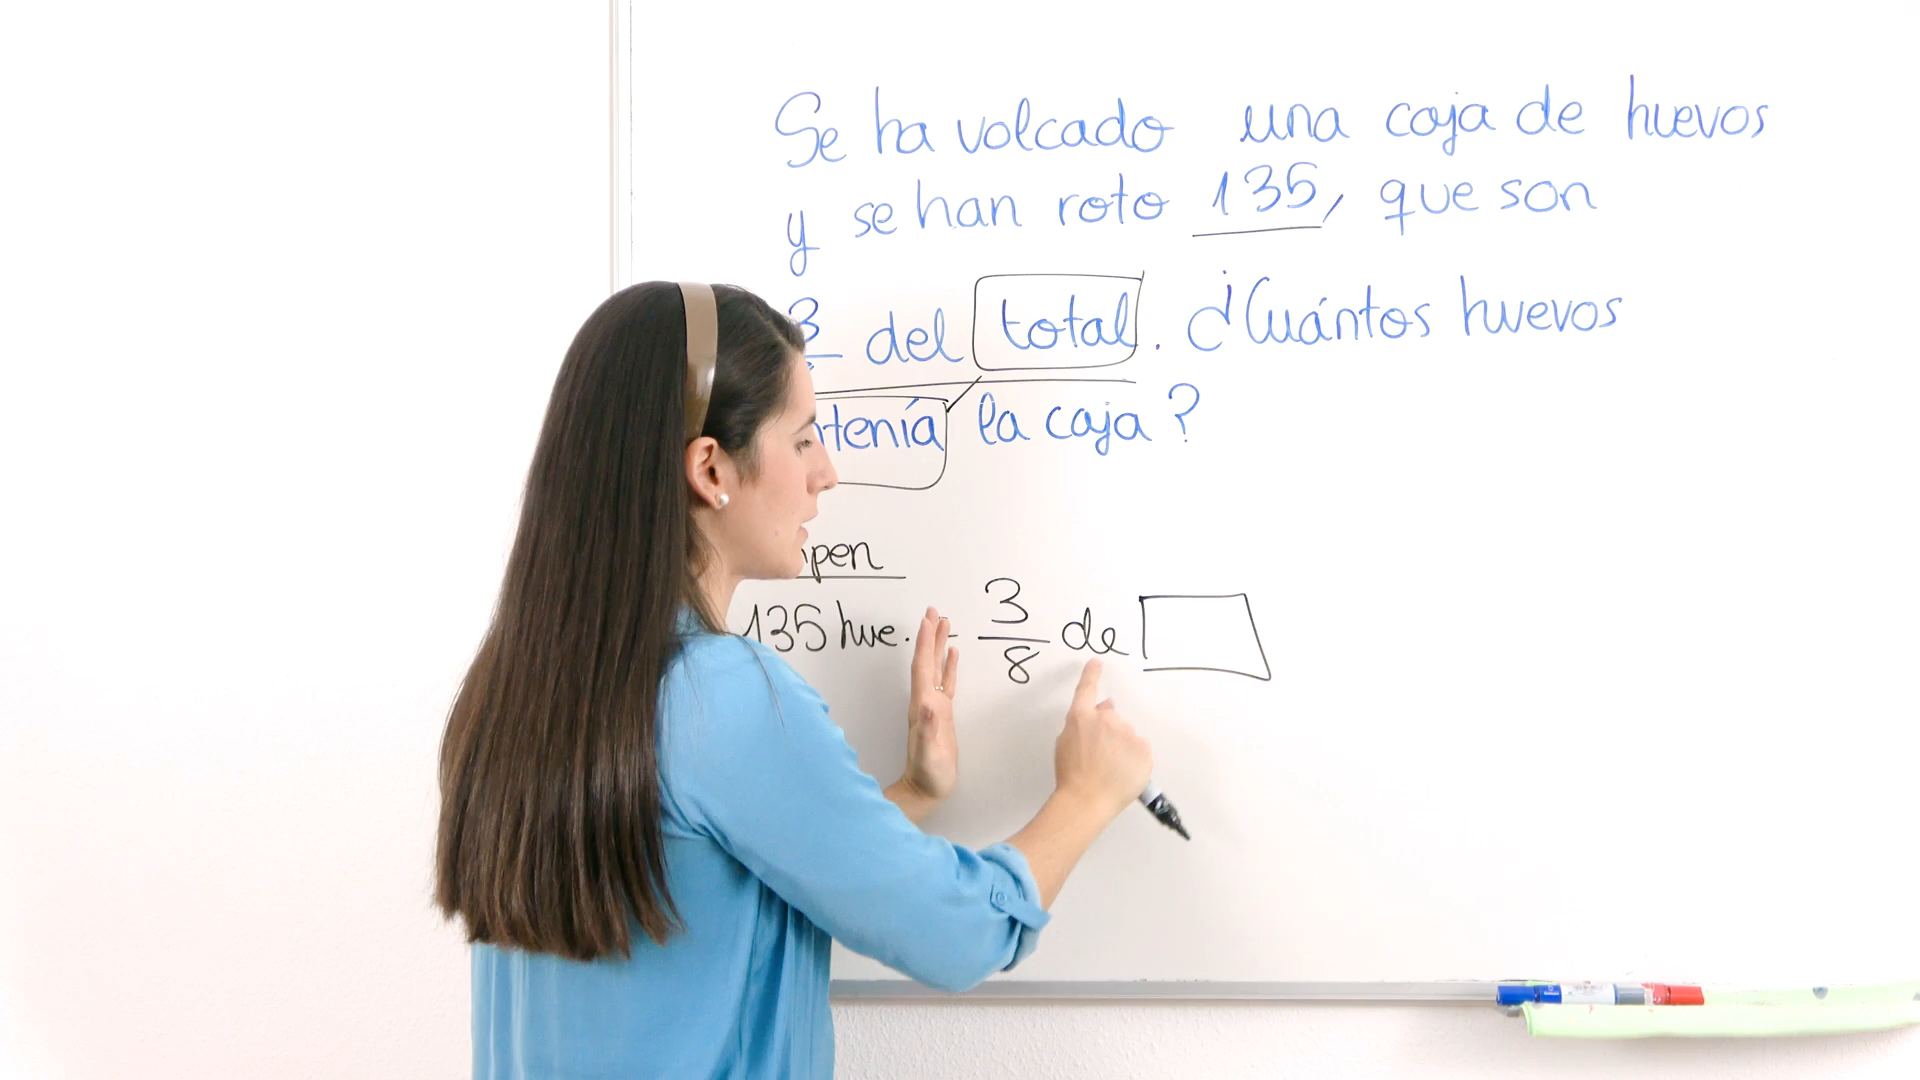 Se ha volcado una caja de huevos
y se han roto 135, que son
3 del total. ¿Cuántos huevos
la caja?
135 hue. = 3/8 de